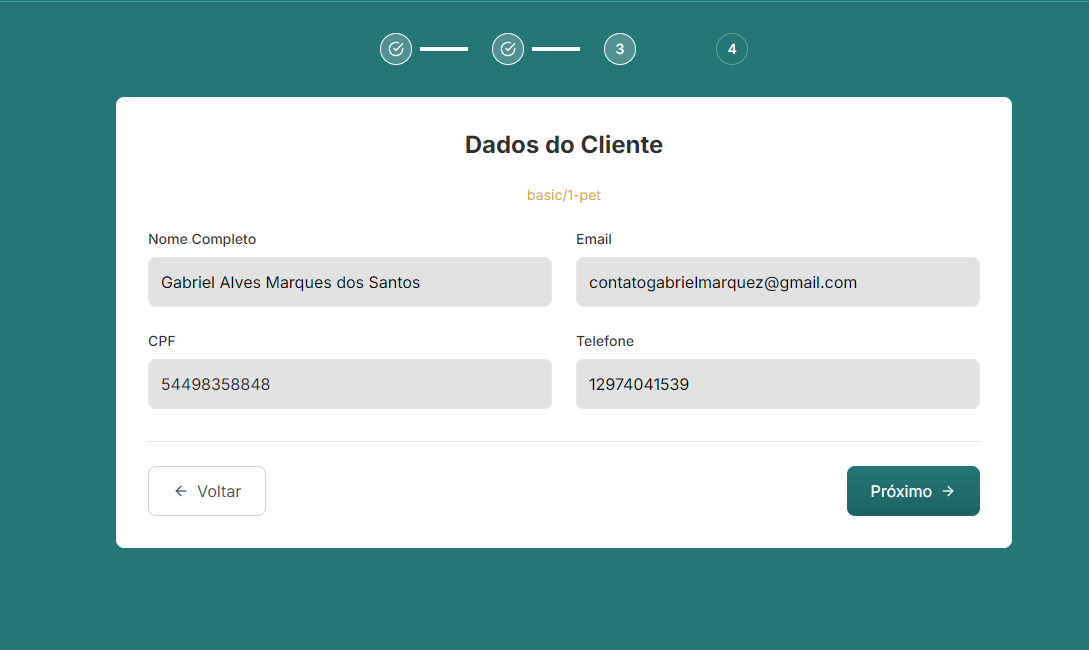 3
4
Dados do Cliente
basic/1-pet
Nome Completo
Email
Gabriel Alves Marques dos Santos
contatogabrielmarquez@gmail.com
CPF
Telefone
54498358848
12974041539
← Voltar
Próximo →